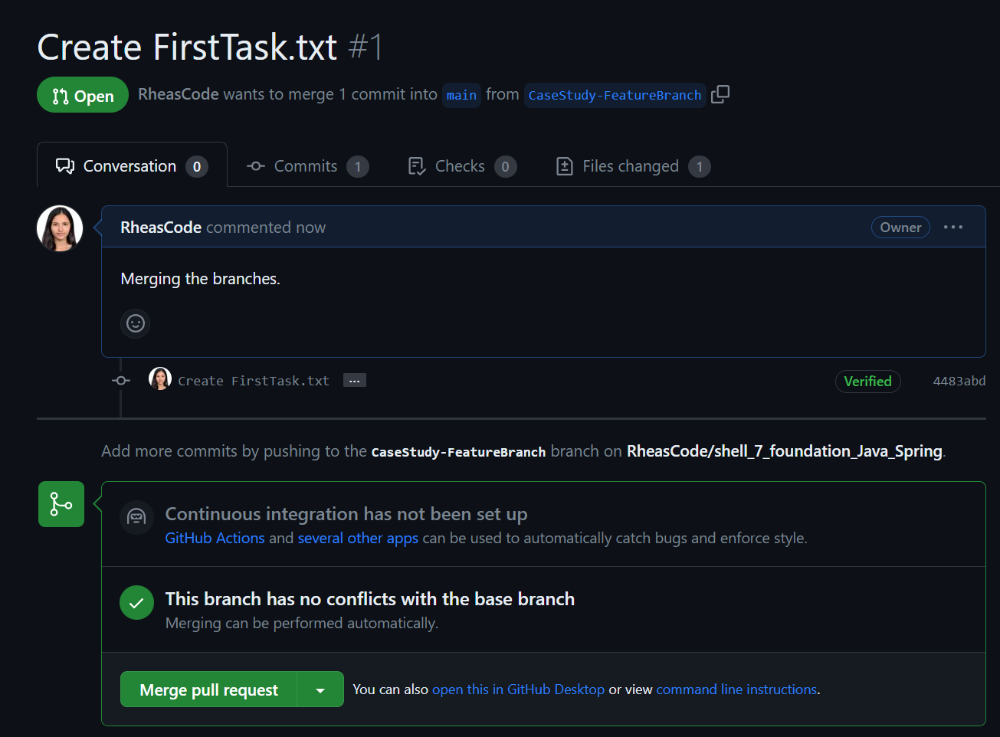 Create FirstTask.txt #1
Open RheasCode wants to merge 1 commit into main from CaseStudy-FeatureBranch
Conversation 0 Commits 1 Checks 0 Files changed 1
RheasCode commented now Owner ...
Merging the branches.
Create FirstTask.txt ... Verified 4483abd
Add more commits by pushing to the CaseStudy-FeatureBranch branch on RheasCode/shell_7_foundation_Java_Spring.
Continuous integration has not been set up
GitHub Actions and several other apps can be used to automatically catch bugs and enforce style.
This branch has no conflicts with the base branch
Merging can be performed automatically.
Merge pull request You can also open this in GitHub Desktop or view command line instructions.